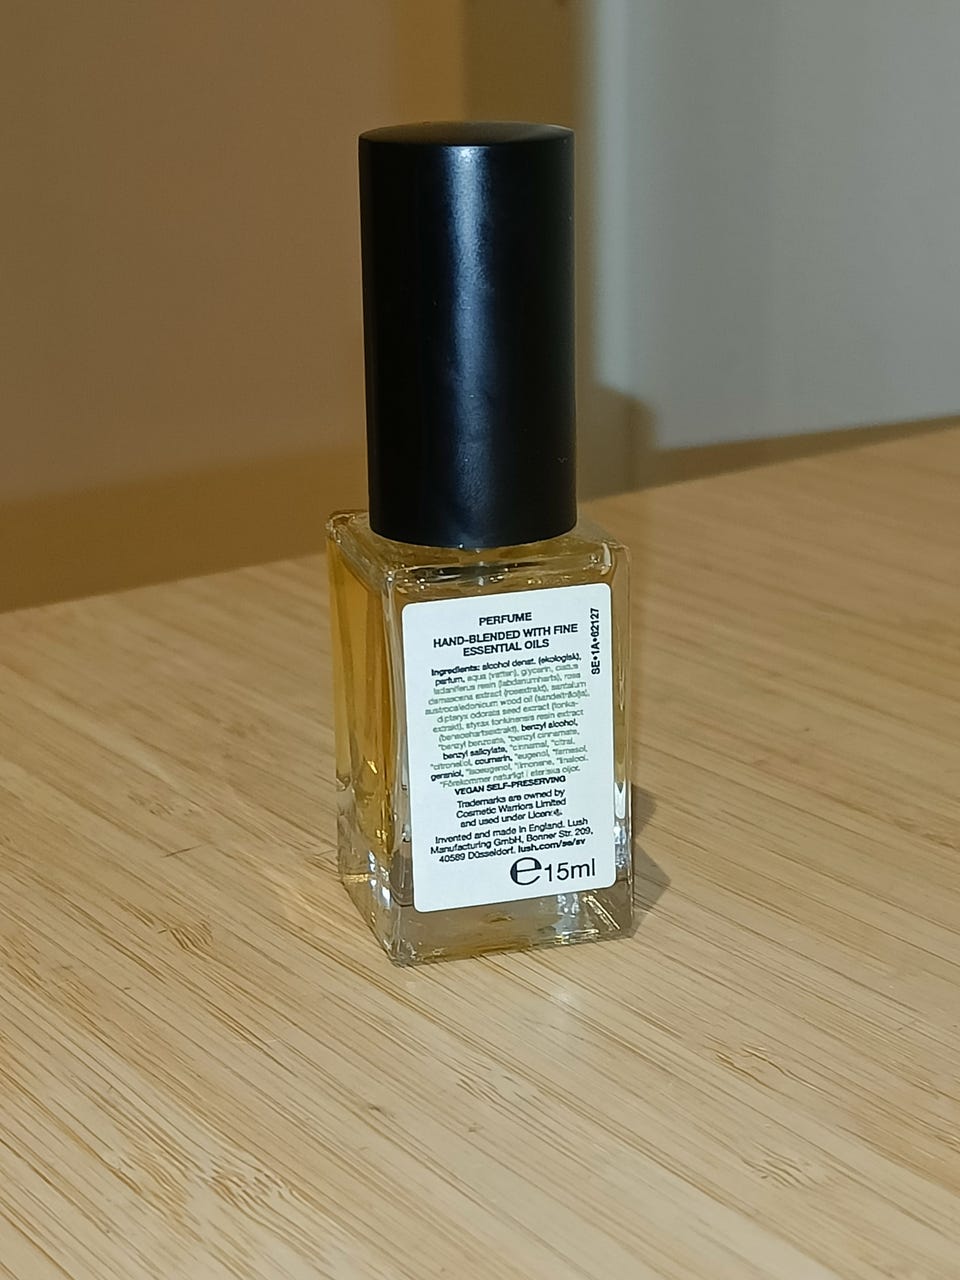 PERFUME
HAND-BLENDED WITH FINE
ESSENTIAL OILS
Ingredients: alcohol denat. (ekologisk),
parfum, aqua (vatten), glycerin, cistus
ladaniferus resin (labdanumharts), rosa
damascena extract (rosextrakt), santalum
austrocaledonicum wood oil (sandelträolja),
dipteryx odorata seed extract (tonka-
extrakt), styrax tonkinensis resin extract
(bensoehartsextrakt), benzyl alcohol,
*benzyl benzoate, *benzyl cinnamate,
benzyl salicylate, *cinnamal, *citral,
*citronellol, coumarin, *eugenol, *farnesol,
geraniol, *isoeugenol, *limonene, *linalool.
*Förekommer naturligt i eteriska oljor.
VEGAN SELF-PRESERVING
Trademarks are owned by
Cosmetic Warriors Limited
and used under Licence.
Invented and made in England. Lush
Manufacturing GmbH, Bonner Str. 209,
40589 Düsseldorf. lush.com/se/sv
e 15ml
SE•1A•62127